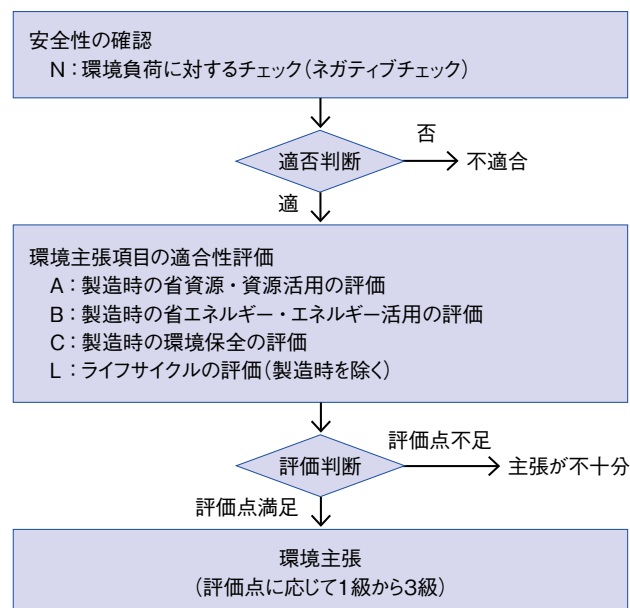 安全性の確認
N：環境負荷に対するチェック（ネガティブチェック）
適否判断
否
不適合
適
環境主張項目の適合性評価
A：製造時の省資源・資源活用の評価
B：製造時の省エネルギー・エネルギー活用の評価
C：製造時の環境保全の評価
L：ライフサイクルの評価（製造時を除く）
評価判断
評価点不足
主張が不十分
評価点満足
環境主張
（評価点に応じて1級から3級）